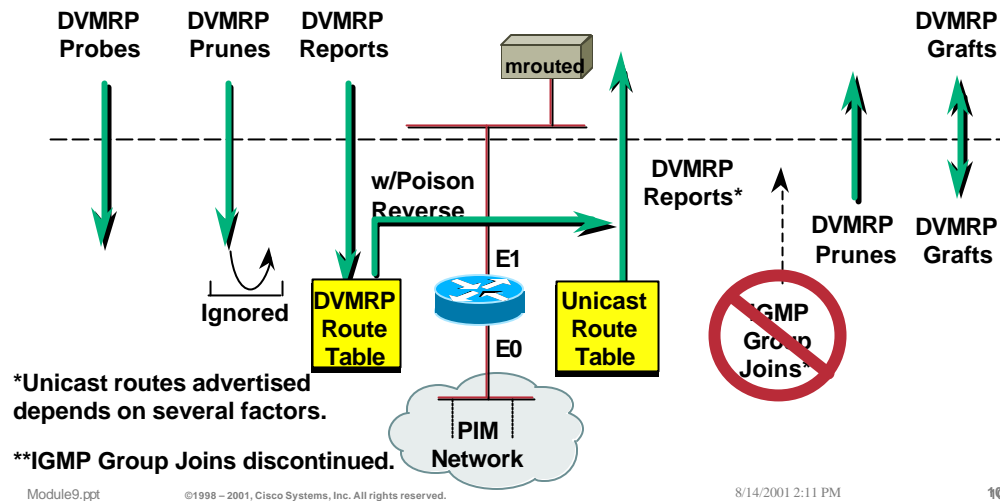 DVMRP
Probes
DVMRP
Prunes
DVMRP
Reports
mrouted
DVMRP
Grafts
w/Poison
Reverse
DVMRP
Reports*
DVMRP
Prunes
DVMRP
Grafts
Ignored
DVMRP
Route
Table
E1
E0
Unicast
Route
Table
IGMP
Group
Joins*
*Unicast routes advertised
depends on several factors.
PIM
Network
**IGMP Group Joins discontinued.
Module9.ppt
©1998 – 2001, Cisco Systems, Inc. All rights reserved.
8/14/2001 2:11 PM